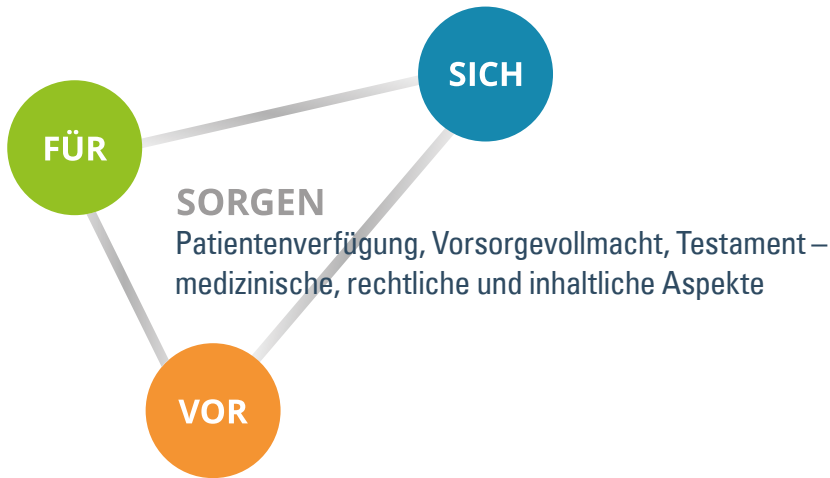 SICH
FÜR
SORGEN
Patientenverfügung, Vorsorgevollmacht, Testament –
medizinische, rechtliche und inhaltliche Aspekte
VOR